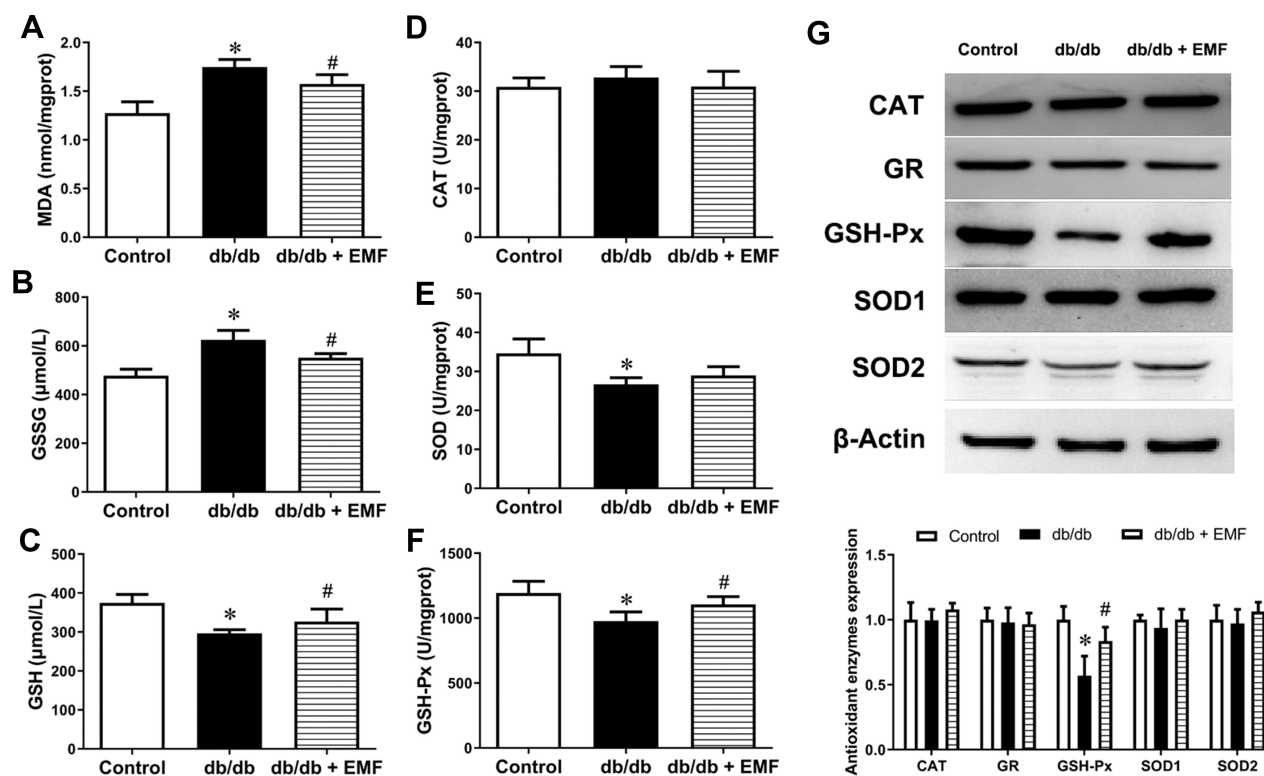 A
MDA (nmol/mgprot)
2.0
1.5
1.0
0.5
0.0
*
#
Control db/db db/db + EMF
B
GSSG (μmol/L)
800
600
400
200
0
*
#
Control db/db db/db + EMF
C
GSH (μmol/L)
500
400
300
200
100
0
*
#
Control db/db db/db + EMF
D
CAT (U/mgprot)
40
30
20
10
0
Control db/db db/db + EMF
E
SOD (U/mgprot)
50
40
30
20
10
0
*
Control db/db db/db + EMF
F
GSH-Px (U/mgprot)
1500
1000
500
0
*
#
Control db/db db/db + EMF
G
Control db/db db/db + EMF
CAT
GR
GSH-Px
SOD1
SOD2
β-Actin
Control db/db db/db + EMF
Antioxidant enzymes expression
1.5
1.0
0.5
0.0
*
#
CAT GR GSH-Px SOD1 SOD2